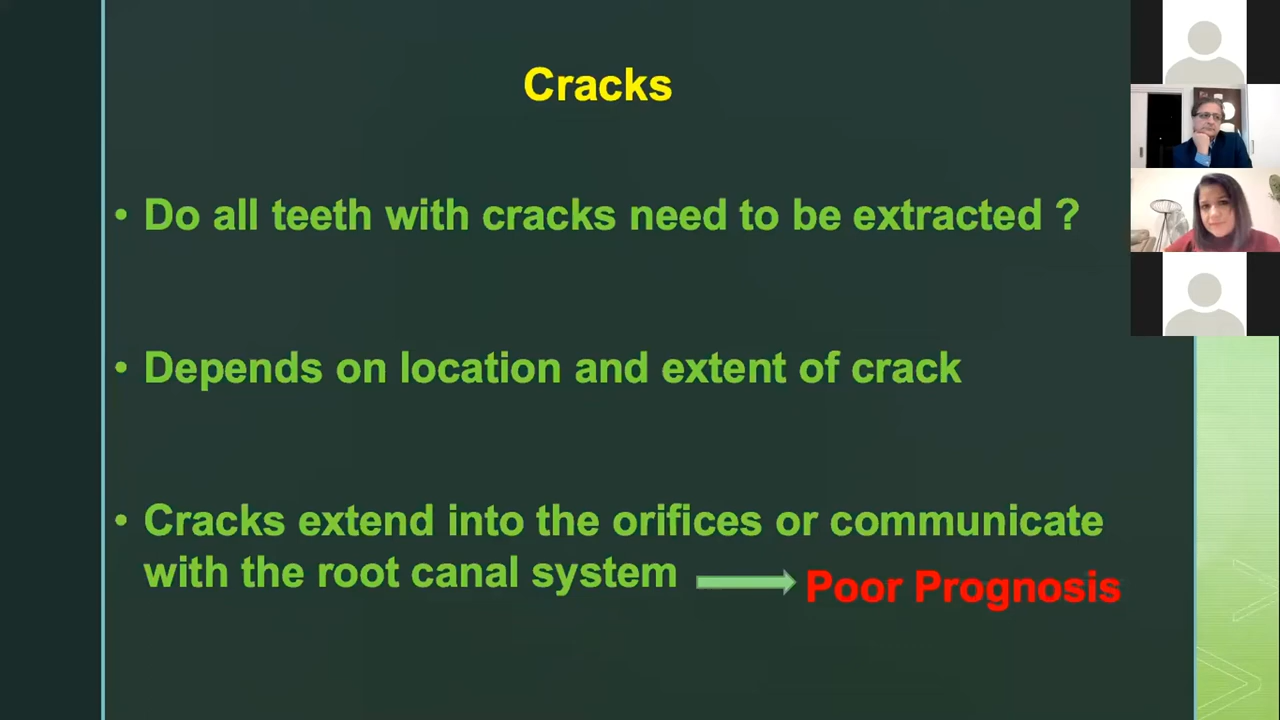 Cracks
• Do all teeth with cracks need to be extracted ?
• Depends on location and extent of crack
• Cracks extend into the orifices or communicate
with the root canal system
Poor Prognosis